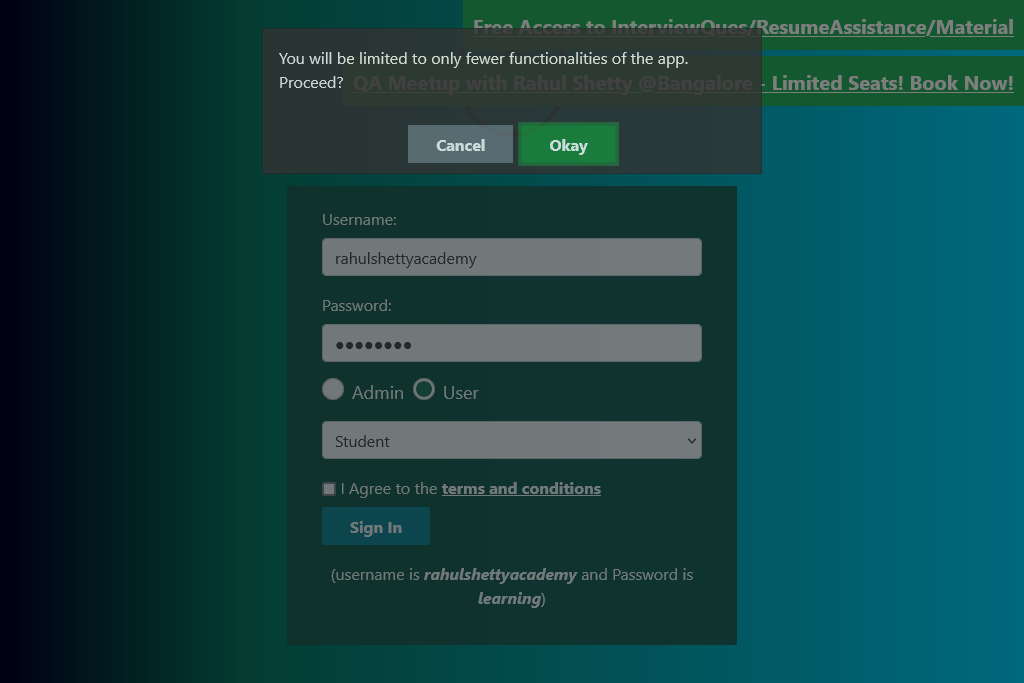 Free Access to InterviewQues/ResumeAssistance/Material
You will be limited to only fewer functionalities of the app.
Proceed?
QA Meetup with Rahul Shetty @Bangalore - Limited Seats! Book Now!
Cancel
Okay
Username:
rahulshettyacademy
Password:
••••••••
Admin
User
Student
I Agree to the terms and conditions
Sign In
(username is rahulshettyacademy and Password is
learning)